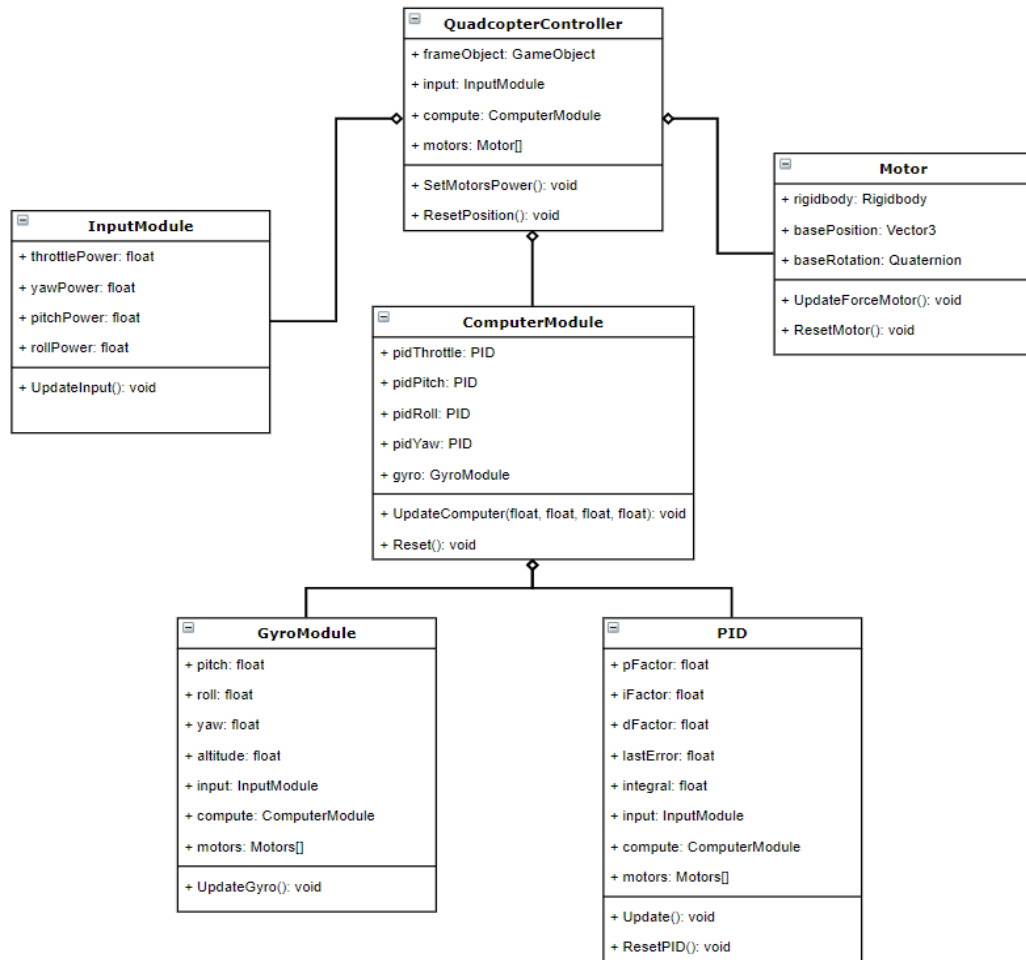 QuadcopterController
+ frameObject: GameObject
+ input: InputModule
+ compute: ComputerModule
+ motors: Motor[]
+ SetMotorsPower(): void
+ ResetPosition(): void
InputModule
+ throttlePower: float
+ yawPower: float
+ pitchPower: float
+ rollPower: float
+ UpdateInput(): void
Motor
+ rigidbody: Rigidbody
+ basePosition: Vector3
+ baseRotation: Quaternion
+ UpdateForceMotor(): void
+ ResetMotor(): void
ComputerModule
+ pidThrottle: PID
+ pidPitch: PID
+ pidRoll: PID
+ pidYaw: PID
+ gyro: GyroModule
+ UpdateComputer(float, float, float, float): void
+ Reset(): void
GyroModule
+ pitch: float
+ roll: float
+ yaw: float
+ altitude: float
+ input: InputModule
+ compute: ComputerModule
+ motors: Motors[]
+ UpdateGyro(): void
PID
+ pFactor: float
+ iFactor: float
+ dFactor: float
+ lastError: float
+ integral: float
+ input: InputModule
+ compute: ComputerModule
+ motors: Motors[]
+ Update(): void
+ ResetPID(): void